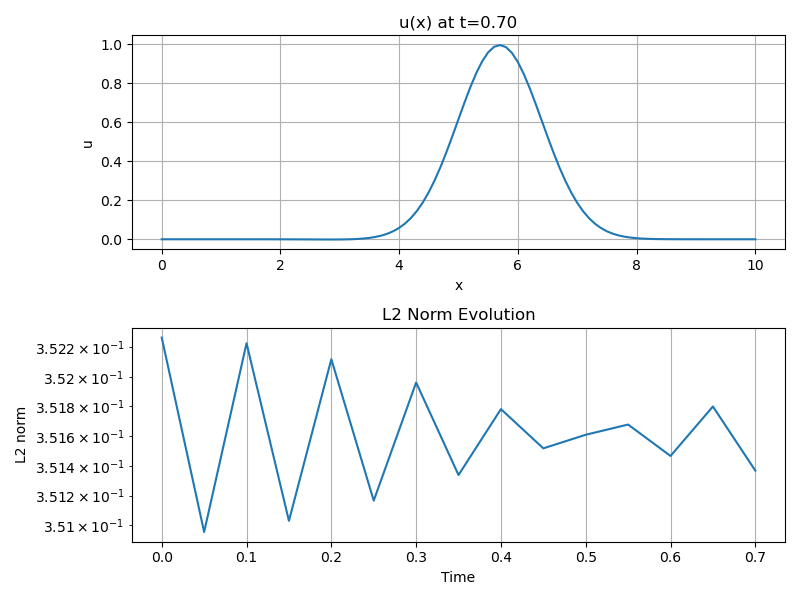 u(x) at t=0.70
1.0
0.8
0.6
0.4
0.2
0.0
u
0 2 4 6 8 10
x
L2 Norm Evolution
3.522 × 10⁻¹
3.52 × 10⁻¹
3.518 × 10⁻¹
3.516 × 10⁻¹
3.514 × 10⁻¹
3.512 × 10⁻¹
3.51 × 10⁻¹
L2 norm
0.0 0.1 0.2 0.3 0.4 0.5 0.6 0.7
Time